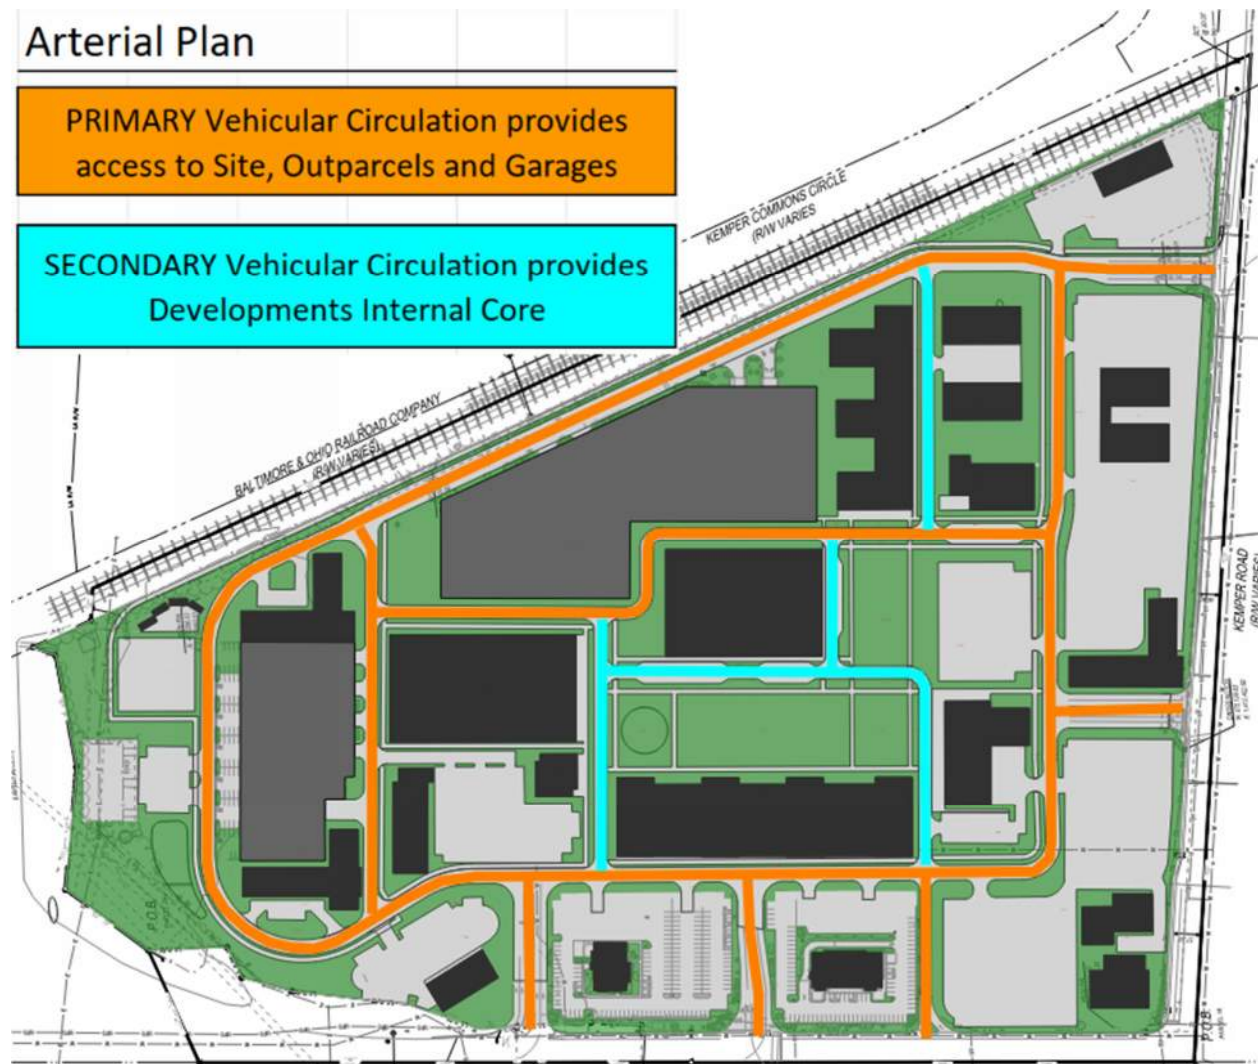 Arterial Plan
PRIMARY Vehicular Circulation provides
access to Site, Outparcels and Garages
SECONDARY Vehicular Circulation provides
Developments Internal Core
KEMPER COMMONS CIRCLE
(R/W VARIES
BALTIMORE & OHIO RAILROAD COMPANY
(R/W VARIES)
KEMPER ROAD
(R/W VARIES)
P.O.B.
P.O.B.